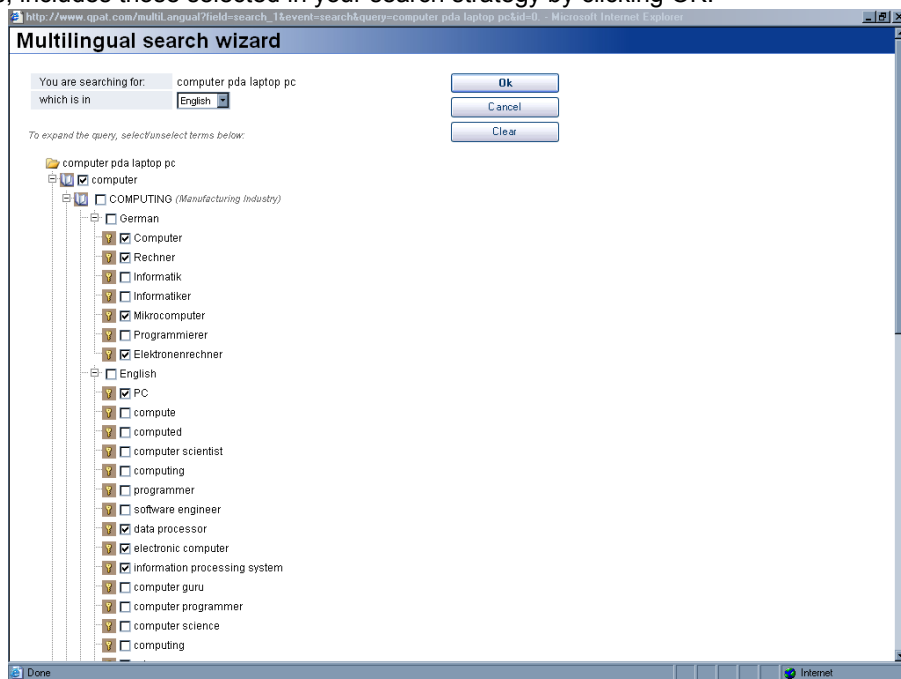 includes those selected in your search strategy by clicking OK.
http://www.qpat.com/multiLangual?field=search_1&event=search&query=computer pda laptop pc&id=0. - Microsoft Internet Explorer
Multilingual search wizard
You are searching for: computer pda laptop pc
Ok
which is in English
Cancel
Clear
To expand the query, select/unselect terms below:
computer pda laptop pc
computer
COMPUTING (Manufacturing Industry)
German
Computer
Rechner
Informatik
Informatiker
Mikrocomputer
Programmierer
Elektronenrechner
English
PC
compute
computed
computer scientist
computing
programmer
software engineer
data processor
electronic computer
information processing system
computer guru
computer programmer
computer science
computing
Done
Internet